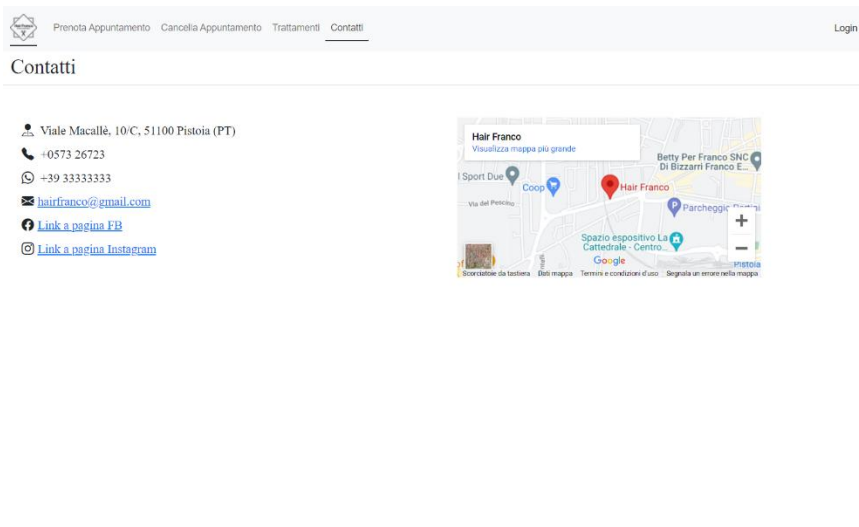 Prenota Appuntamento Cancella Appuntamento Trattamenti Contatti Login
Contatti
Viale Macallè, 10/C, 51100 Pistoia (PT)
+0573 26723
+39 33333333
hairfranco@gmail.com
Link a pagina FB
Link a pagina Instagram
Hair Franco
Visualizza mappa più grande
Betty Per Franco SNC
Di Bizzarri Franco E...
l Sport Due
Coop
Hair Franco
Via del Pescino
Parcheggio
+
Spazio espositivo La
Cattedrale - Centro...
−
Google
Pistoia
Scorciatoie da tastiera Dati mappa Termini e condizioni d'uso Segnala un errore nella mappa